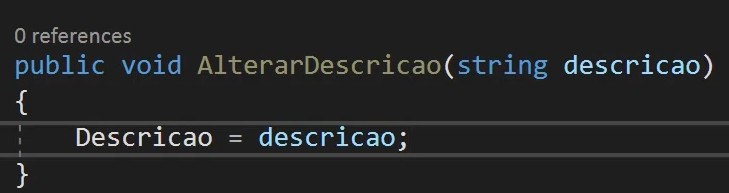 0 references
public void AlterarDescricao(string descricao)
{
Descricao = descricao;
}